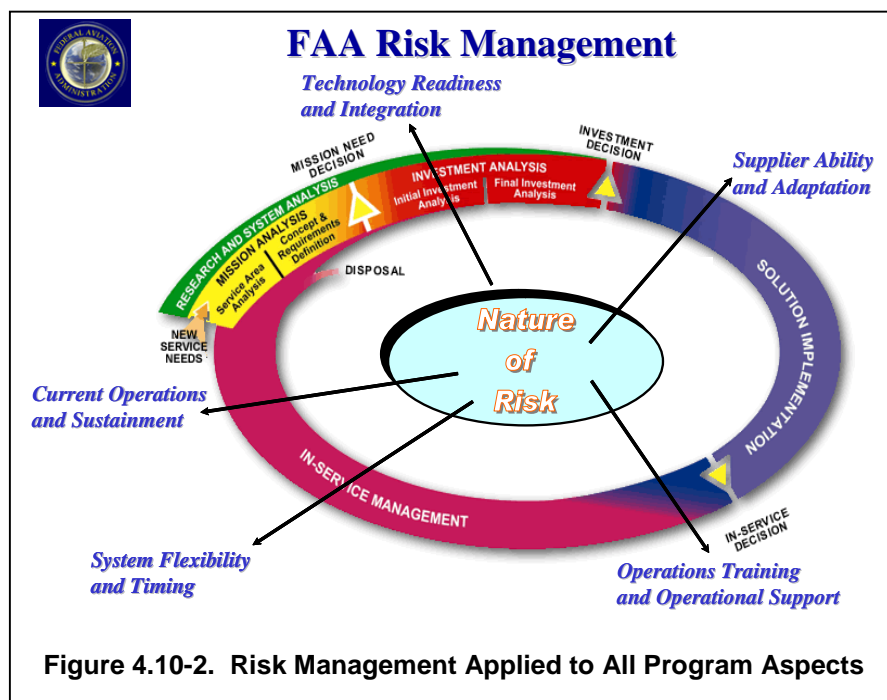 FAA Risk Management
FEDERAL AVIATION
ADMINISTRATION
Technology Readiness
and Integration
MISSION NEED
DECISION
INVESTMENT
DECISION
Supplier Ability
and Adaptation
RESEARCH AND SYSTEM ANALYSIS
MISSION ANALYSIS
Service Area
Analysis
Concept &
Requirements
Definition
INVESTMENT ANALYSIS
Initial Investment
Analysis
Final Investment
Analysis
DISPOSAL
NEW
SERVICE
NEEDS
Nature
of
Risk
SOLUTION IMPLEMENTATION
Current Operations
and Sustainment
IN-SERVICE MANAGEMENT
IN-SERVICE
DECISION
System Flexibility
and Timing
Operations Training
and Operational Support
Figure 4.10-2. Risk Management Applied to All Program Aspects